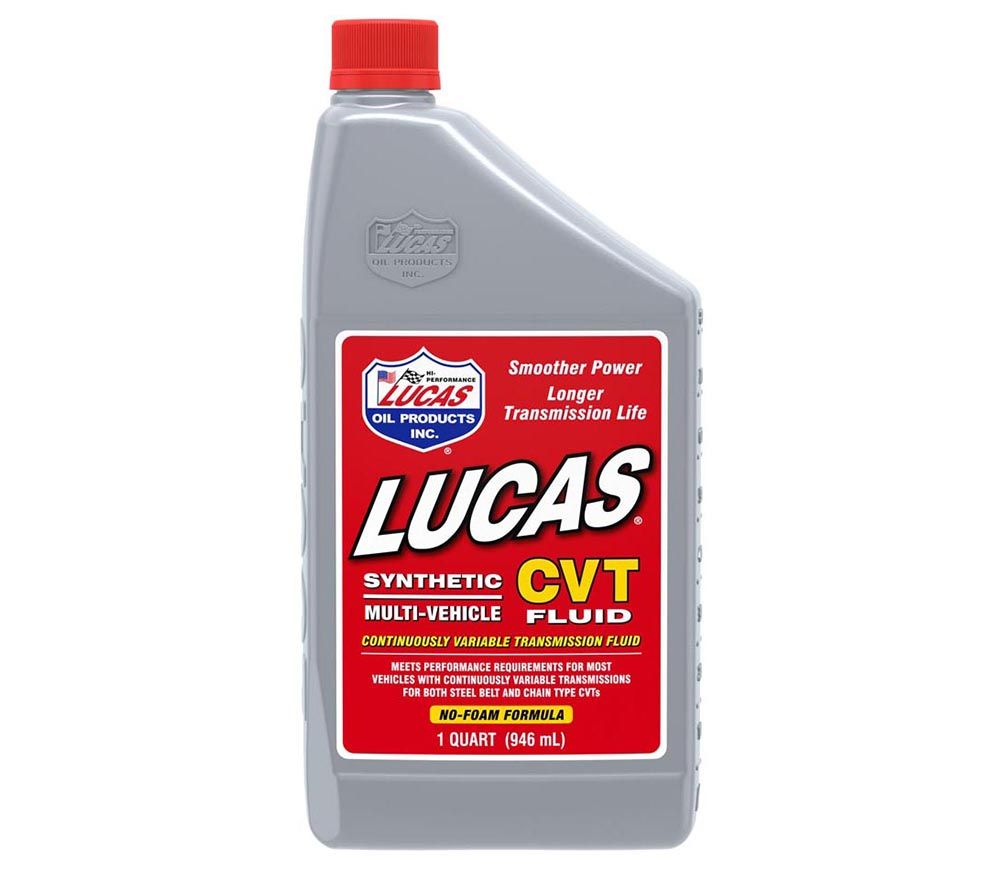 LUCAS
OIL PRODUCTS
INC.
HI-
PERFORMANCE
LUCAS
OIL PRODUCTS
INC.
®
Smoother Power
Longer
Transmission Life
LUCAS®
SYNTHETIC
MULTI-VEHICLE
CVT
FLUID
CONTINUOUSLY VARIABLE TRANSMISSION FLUID
MEETS PERFORMANCE REQUIREMENTS FOR MOST
VEHICLES WITH CONTINUOUSLY VARIABLE TRANSMISSIONS
FOR BOTH STEEL BELT AND CHAIN TYPE CVTs
NO-FOAM FORMULA
1 QUART (946 mL)